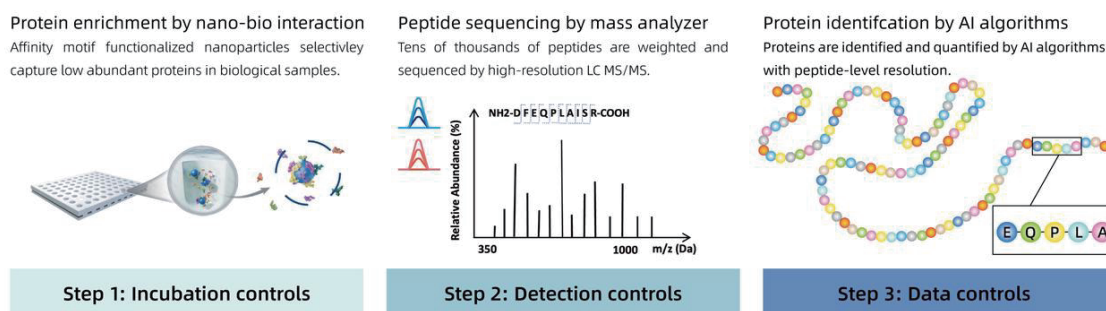 Protein enrichment by nano-bio interaction
Affinity motif functionalized nanoparticles selectivley
capture low abundant proteins in biological samples.
Step 1: Incubation controls
Peptide sequencing by mass analyzer
Tens of thousands of peptides are weighted and
sequenced by high-resolution LC MS/MS.
NH2-DFEQPLAISR-COOH
Relative Abundance (%)
350
1000
m/z (Da)
Step 2: Detection controls
Protein identifcation by AI algorithms
Proteins are identified and quantified by AI algorithms
with peptide-level resolution.
E Q P L A
Step 3: Data controls